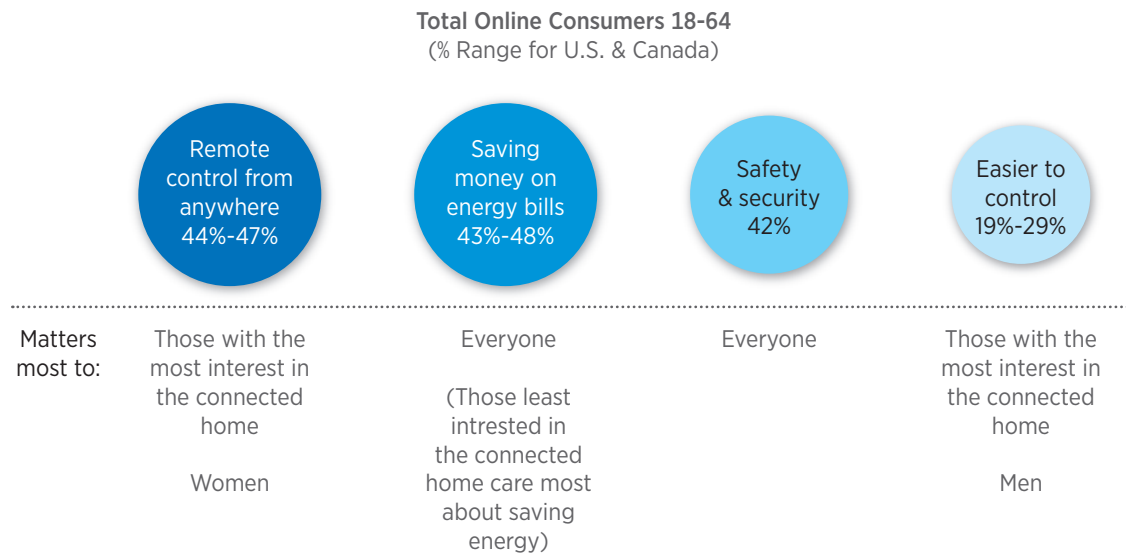 Total Online Consumers 18-64
(% Range for U.S. & Canada)
Remote
control from
anywhere
44%-47%
Saving
money on
energy bills
43%-48%
Safety
& security
42%
Easier to
control
19%-29%
Matters
most to:
Those with the
most interest in
the connected
home
Women
Everyone
(Those least
intrested in
the connected
home care most
about saving
energy)
Everyone
Those with the
most interest in
the connected
home
Men